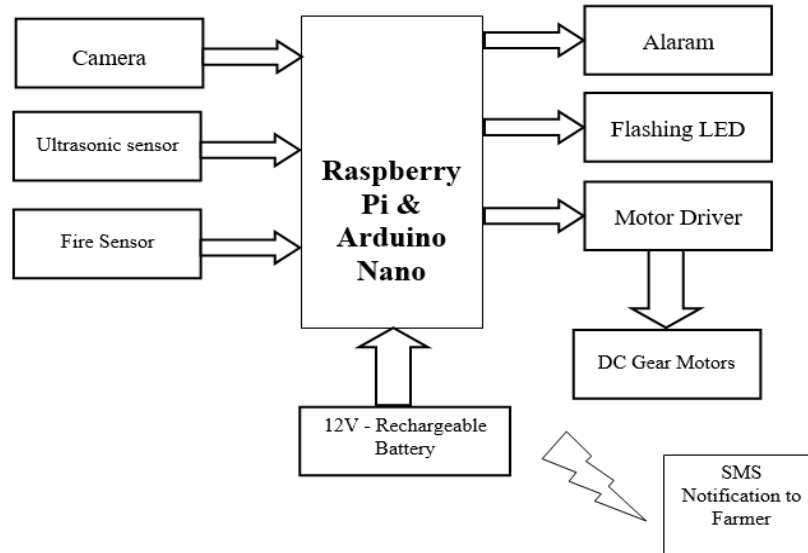 Camera
Ultrasonic sensor
Fire Sensor
Raspberry
Pi &
Arduino
Nano
Alaram
Flashing LED
Motor Driver
DC Gear Motors
12V - Rechargeable
Battery
SMS
Notification to
Farmer